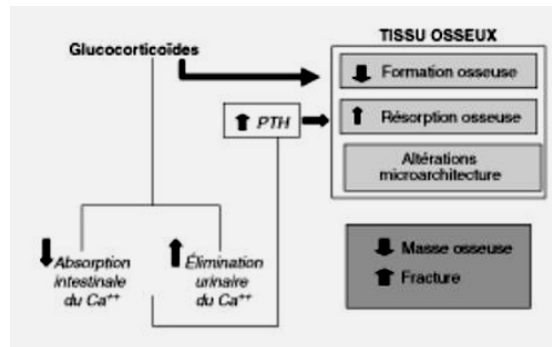 Glucocorticoïdes
TISSU OSSEUX
Formation osseuse
PTH
Résorption osseuse
Altérations
microarchitecture
Absorption
intestinale
du Ca⁺⁺
Élimination
urinaire
du Ca⁺⁺
Masse osseuse
Fracture